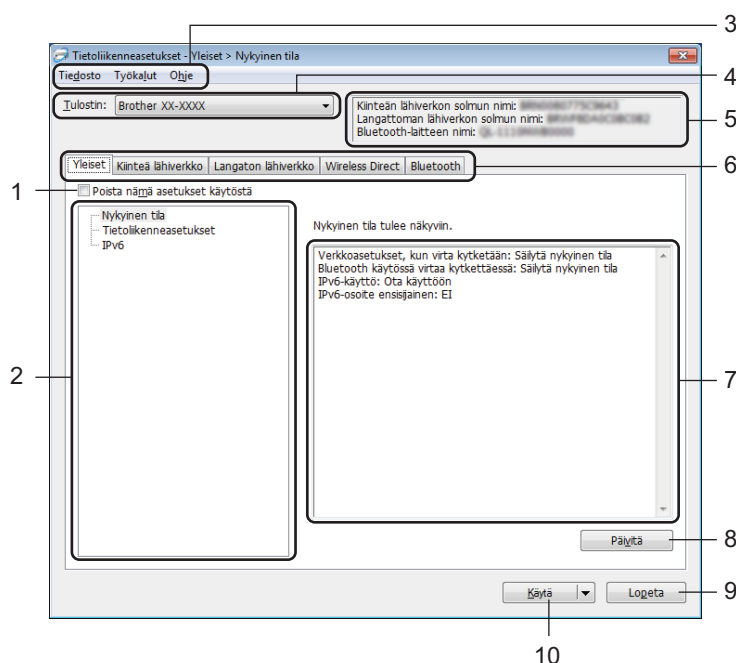 3
Tietoliikenneasetukset - Yleiset > Nykyinen tila
Tiedosto Työkalut Ohje
4
Tulostin: Brother XX-XXXX
Kiinteän lähiverkon solmun nimi:
Langattoman lähiverkon solmun nimi:
Bluetooth-laitteen nimi:
5
Yleiset Kiinteä lähiverkko Langaton lähiverkko Wireless Direct Bluetooth
6
1
Poista nämä asetukset käytöstä
Nykyinen tila
Tietoliikenneasetukset
IPv6
Nykyinen tila tulee näkyviin.
Verkkoasetukset, kun virta kytketään: Säilytä nykyinen tila
Bluetooth käytössä virtaa kytkettäessä: Säilytä nykyinen tila
IPv6-käyttö: Ota käyttöön
IPv6-osoite ensisijainen: EI
2
7
Päivitä
8
Käytä
Lopeta
9
10